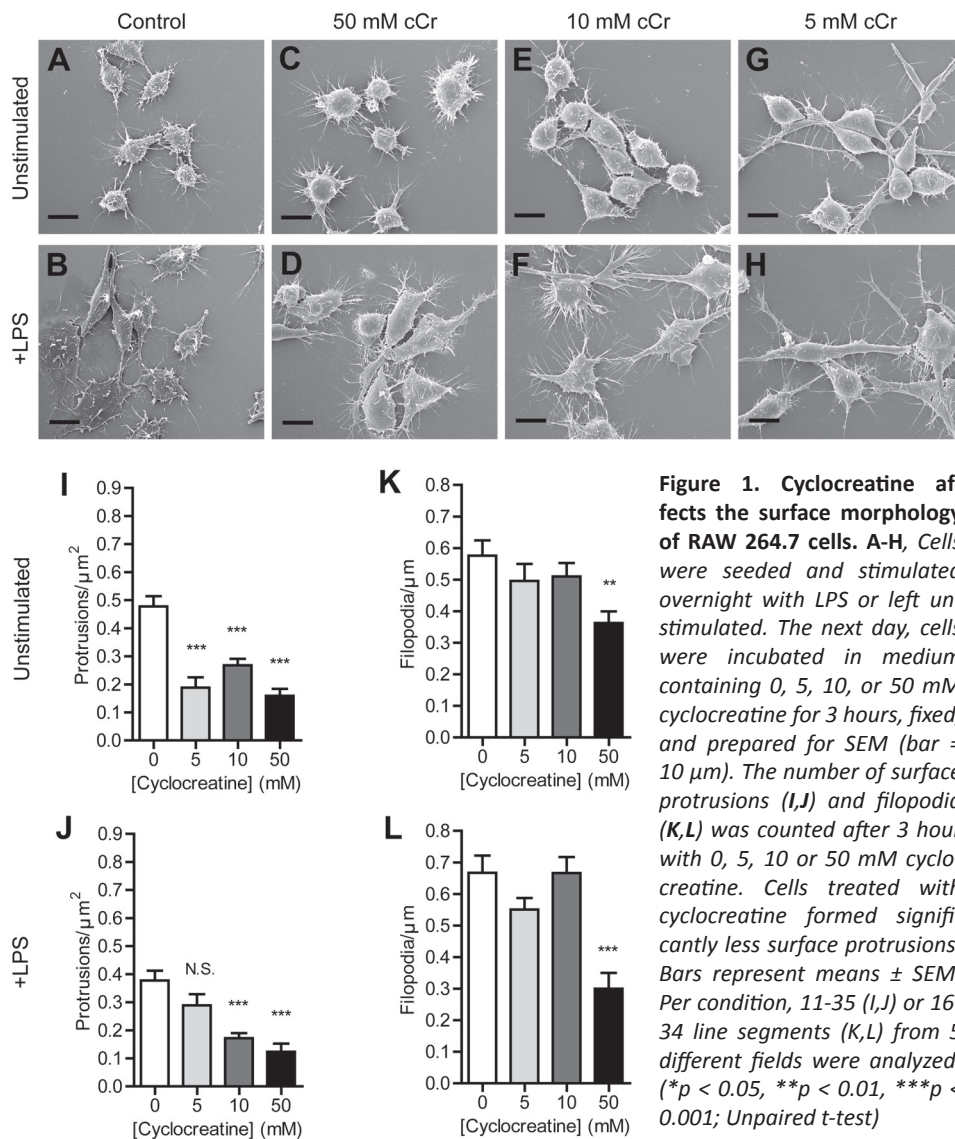 Control 50 mM cCr 10 mM cCr 5 mM cCr
Unstimulated
A C E G
+LPS
B D F H
I
Unstimulated
Protrusions/µm²
0.9
0.8
0.7
0.6
0.5
0.4
0.3
0.2
0.1
0.0
*** *** ***
0 5 10 50
[Cyclocreatine] (mM)
K
Filopodia/µm
0.8
0.7
0.6
0.5
0.4
0.3
0.2
0.1
0.0
**
0 5 10 50
[Cyclocreatine] (mM)
J
+LPS
Protrusions/µm²
0.9
0.8
0.7
0.6
0.5
0.4
0.3
0.2
0.1
0.0
N.S. *** ***
0 5 10 50
[Cyclocreatine] (mM)
L
Filopodia/µm
0.8
0.7
0.6
0.5
0.4
0.3
0.2
0.1
0.0
***
0 5 10 50
[Cyclocreatine] (mM)
Figure 1. Cyclocreatine af
fects the surface morphology
of RAW 264.7 cells. A-H, Cells
were seeded and stimulated
overnight with LPS or left un
stimulated. The next day, cells
were incubated in medium
containing 0, 5, 10, or 50 mM
cyclocreatine for 3 hours, fixed,
and prepared for SEM (bar =
10 µm). The number of surface
protrusions (I,J) and filopodia
(K,L) was counted after 3 hour
with 0, 5, 10 or 50 mM cyclo
creatine. Cells treated with
cyclocreatine formed signifi
cantly less surface protrusions.
Bars represent means ± SEM.
Per condition, 11-35 (I,J) or 16
34 line segments (K,L) from 5
different fields were analyzed.
(*p < 0.05, **p < 0.01, ***p <
0.001; Unpaired t-test)